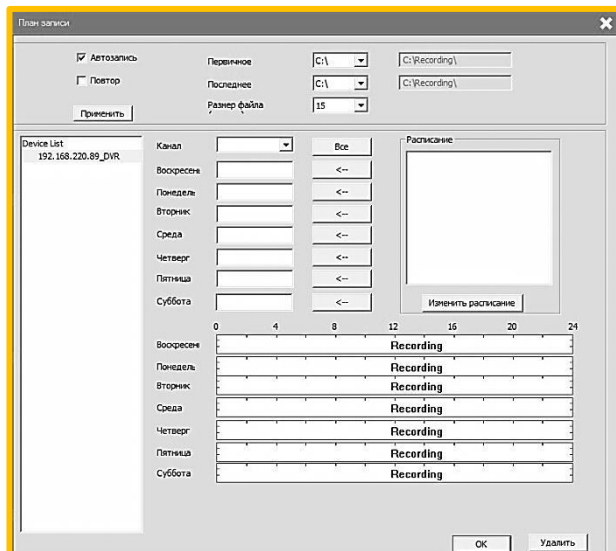 План записи
Автозапись
Повтор
Применить
Первичное C:\ C:\Recording\
Последнее C:\ C:\Recording\
Размер файла 15
Device List
192.168.220.89_DVR
Канал Все
Воскресен <--
Понедель <--
Вторник <--
Среда <--
Четверг <--
Пятница <--
Суббота <--
Расписание
Изменить расписание
0 4 8 12 16 20 24
Воскресен Recording
Понедель Recording
Вторник Recording
Среда Recording
Четверг Recording
Пятница Recording
Суббота Recording
OK Удалить